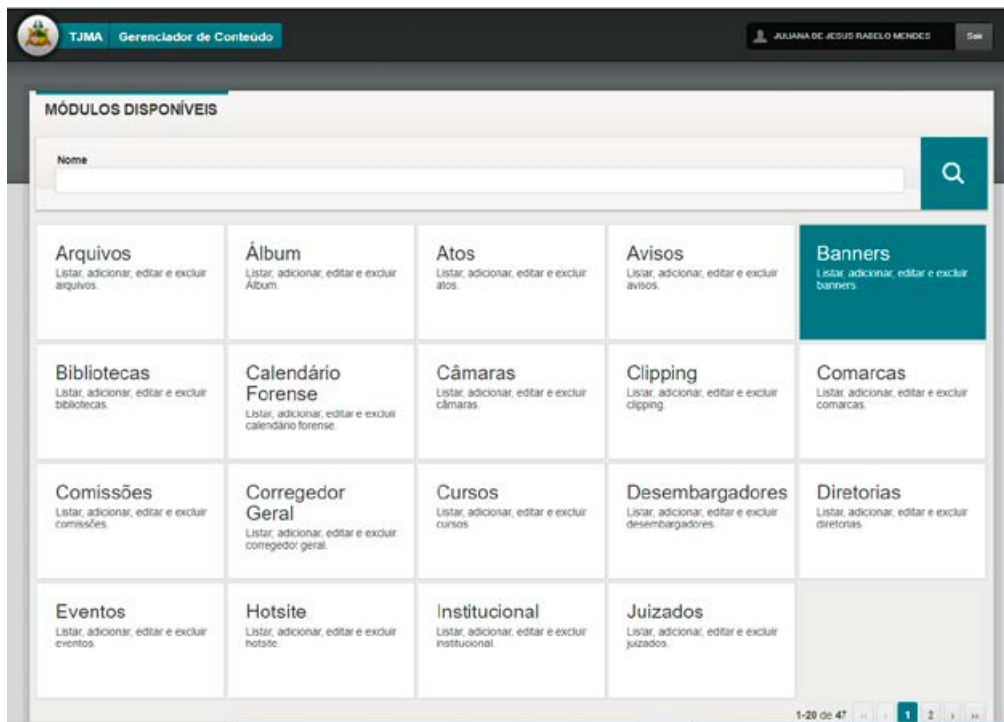 TJMA Gerenciador de Conteúdo
JULIANA DE JESUS RABELO MENDES
Sair
MÓDULOS DISPONÍVEIS
Nome
Arquivos
Listar, adicionar, editar e excluir
arquivos.
Álbum
Listar, adicionar, editar e excluir
Álbum.
Atos
Listar, adicionar, editar e excluir
atos.
Avisos
Listar, adicionar, editar e excluir
avisos.
Banners
Listar, adicionar, editar e excluir
banners.
Bibliotecas
Listar, adicionar, editar e excluir
bibliotecas.
Calendário
Forense
Listar, adicionar, editar e excluir
calendário forense.
Câmaras
Listar, adicionar, editar e excluir
câmaras.
Clipping
Listar, adicionar, editar e excluir
clipping.
Comarcas
Listar, adicionar, editar e excluir
comarcas.
Comissões
Listar, adicionar, editar e excluir
comissões.
Corregedor
Geral
Listar, adicionar, editar e excluir
corregedor geral.
Cursos
Listar, adicionar, editar e excluir
cursos.
Desembargadores
Listar, adicionar, editar e excluir
desembargadores.
Diretorias
Listar, adicionar, editar e excluir
diretorias.
Eventos
Listar, adicionar, editar e excluir
eventos.
Hotsite
Listar, adicionar, editar e excluir
hotsite.
Institucional
Listar, adicionar, editar e excluir
institucional.
Juizados
Listar, adicionar, editar e excluir
juizados.
1-20 de 47 « ‹ 1 2 › »